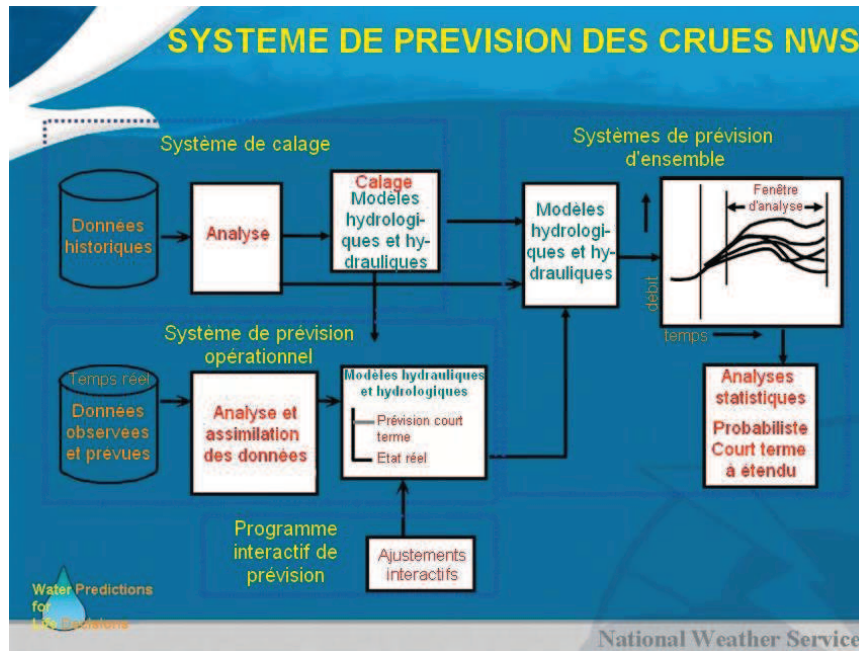 SYSTEME DE PREVISION DES CRUES NWS
Système de calage
Données
historiques
Analyse
Calage
Modèles
hydrologi-
ques et hy-
drauliques
Systèmes de prévision
d'ensemble
Modèles
hydrologi-
ques et hy-
drauliques
Fenêtre
d'analyse
débit
temps
Système de prévision
opérationnel
Temps réel
Données
observées
et prévues
Analyse et
assimilation
des données
Modèles hydrauliques
et hydrologiques
Prévision court
terme
Etat réel
Analyses
statistiques
Probabiliste
Court terme
à étendu
Programme
interactif de
prévision
Ajustements
interactifs
Water Predictions
for
Life Decisions
National Weather Service